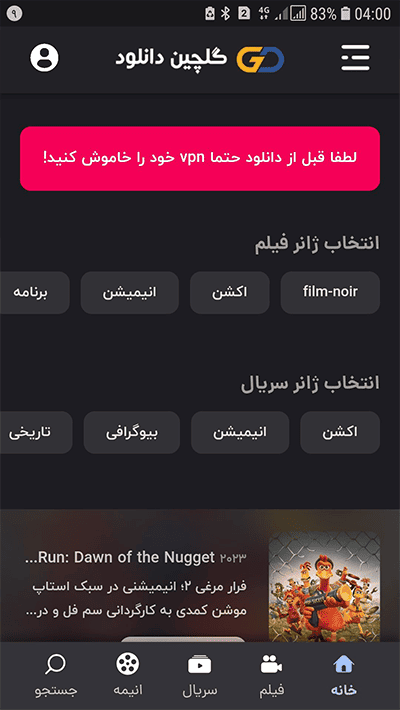 ۹
2
4G
83%
04:00
گلچین دانلود
لطفا قبل از دانلود حتما vpn خود را خاموش کنید!
انتخاب ژانر فیلم
film-noir
اکشن
انیمیشن
برنامه
انتخاب ژانر سریال
اکشن
انیمیشن
بیوگرافی
تاریخی
...Run: Dawn of the Nugget ۲۰۲۳
فرار مرغی ۲؛ انیمیشنی در سبک استاپ
موشن کمدی به کارگردانی سم فل و در...
خانه
فیلم
سریال
انیمه
جستجو